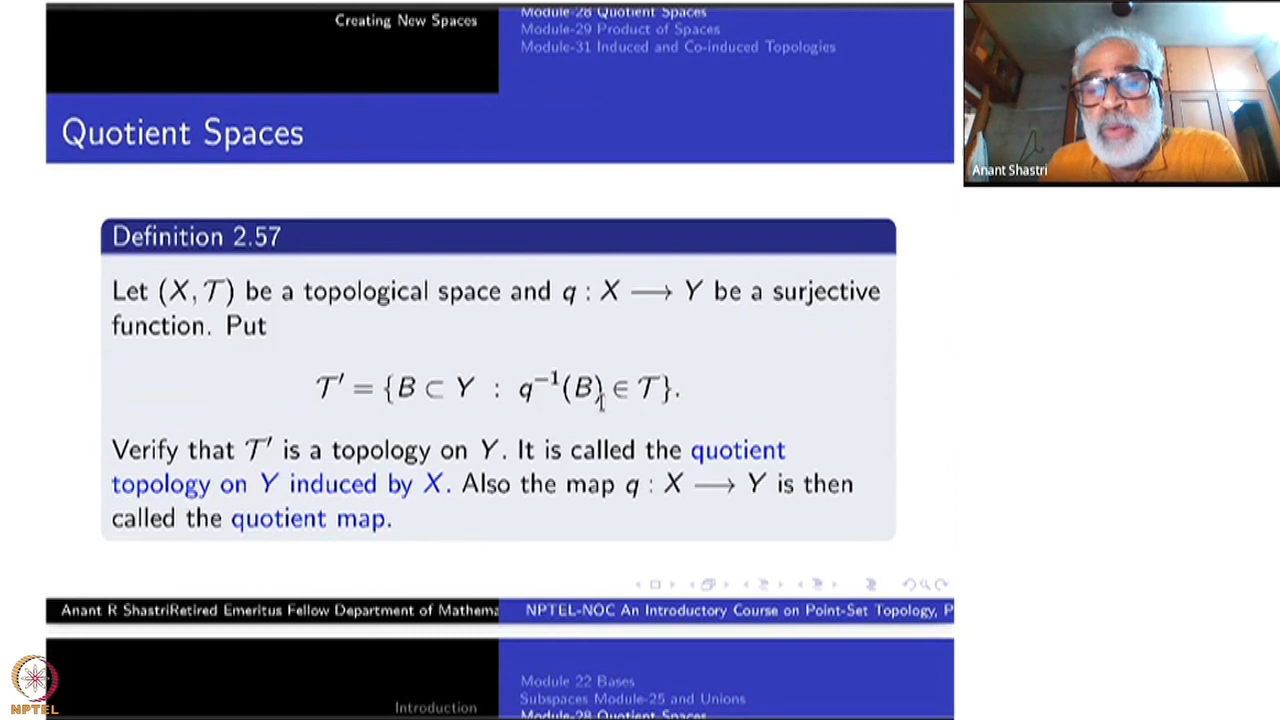 Creating New Spaces
Module-28 Quotient Spaces
Module-29 Product of Spaces
Module-31 Induced and Co-induced Topologies
Quotient Spaces
Anant Shastri
Definition 2.57
Let (X, 𝒯) be a topological space and q : X ⟶ Y be a surjective
function. Put
𝒯′ = {B ⊂ Y : q⁻¹(B) ∈ 𝒯}.
Verify that 𝒯′ is a topology on Y. It is called the quotient
topology on Y induced by X. Also the map q : X ⟶ Y is then
called the quotient map.
Anant R ShastriRetired Emeritus Fellow Department of Mathema
NPTEL-NOC An Introductory Course on Point-Set Topology, P
Introduction
Module 22 Bases
Subspaces Module-25 and Unions
Module-28 Quotient Spaces
NPTEL